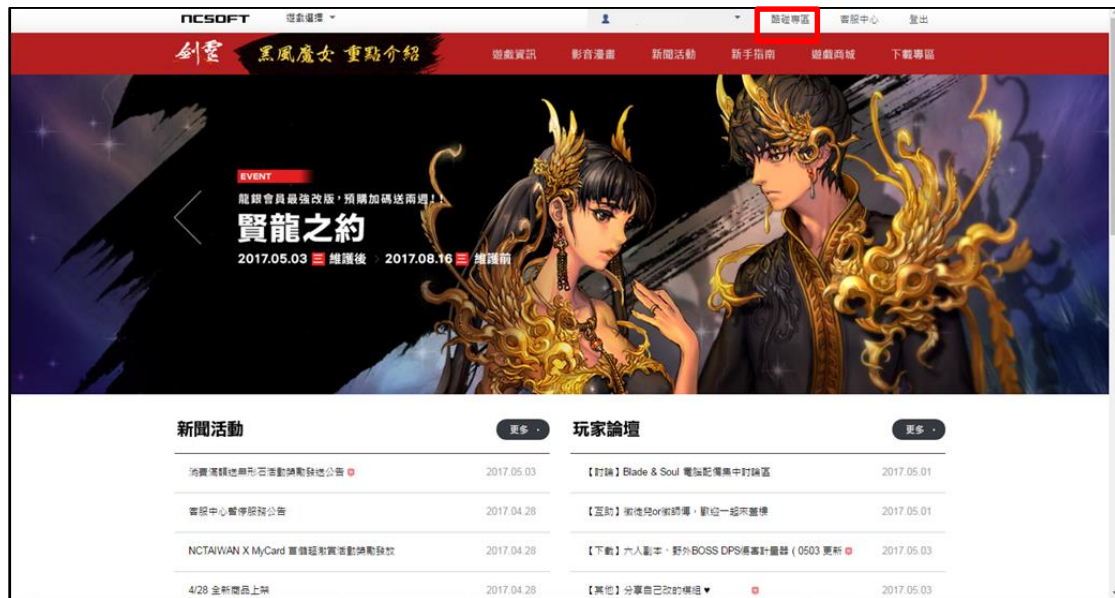 NCSOFT 遊戲選擇 酷碰專區 客服中心 登出
劍靈 黑風魔女 重點介紹 遊戲資訊 影音漫畫 新聞活動 新手指南 遊戲商城 下載專區
EVENT
龍銀會員最強改版，預購加碼送兩週！！
賢龍之約
2017.05.03 三 維護後 > 2017.08.16 三 維護前
新聞活動 更多
消費滿額送無形石活動獎勵發送公告 2017.05.03
客服中心暫停服務公告 2017.04.28
NCTAIWAN X MyCard 首儲超激賞活動獎勵發放 2017.04.28
4/28 全新商品上架 2017.04.28
玩家論壇 更多
【討論】Blade & Soul 電腦配備集中討論區 2017.05.01
【互助】徵徒兒or徵師傅，歡迎一起來蓋樓 2017.05.01
【下載】六人副本、野外BOSS DPS傷害計量器 ( 0503 更新 2017.05.03
【其他】分享自己改的模組 ♥ 2017.05.03